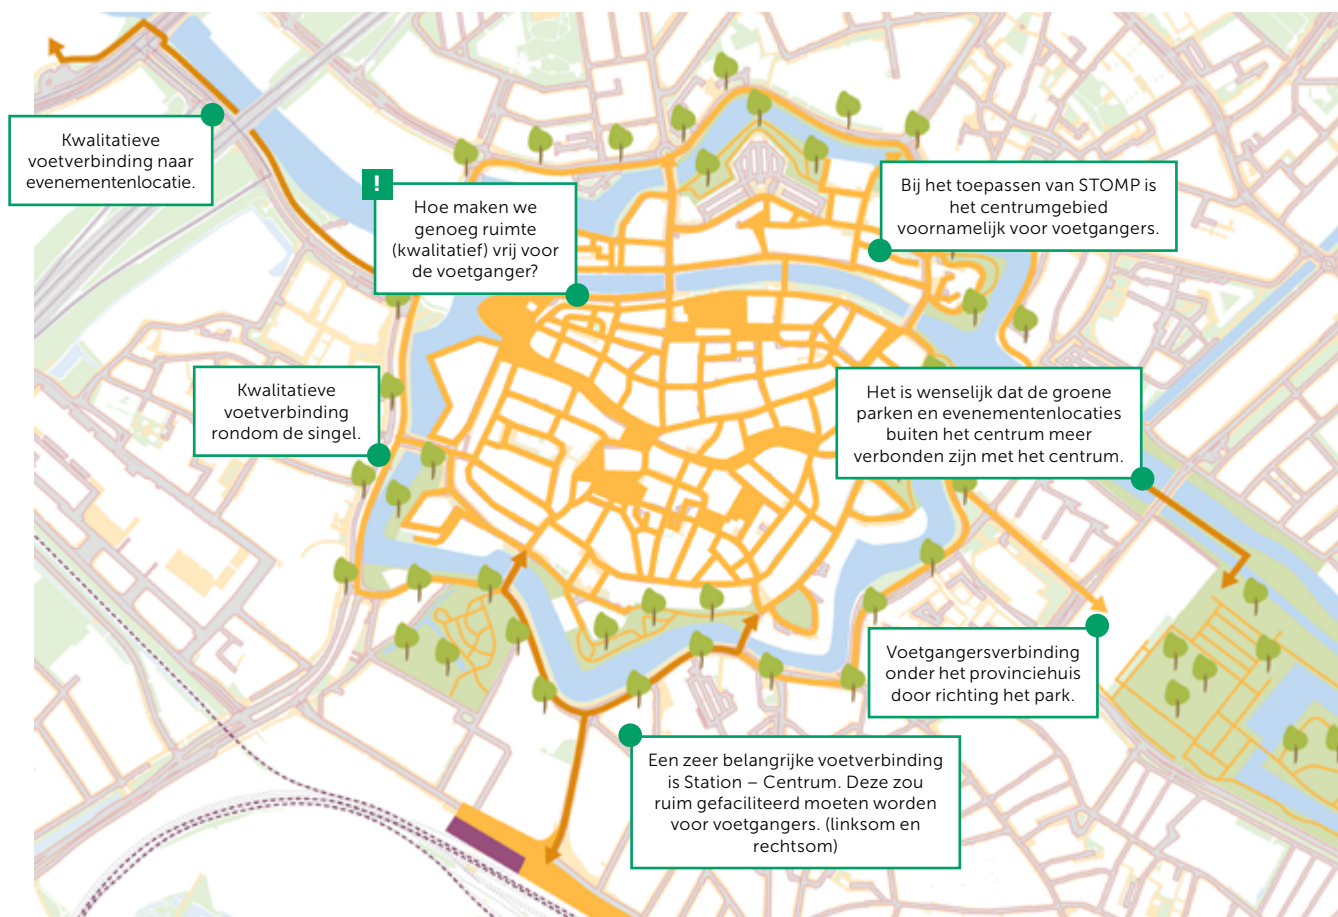 Kwalitatieve
voetverbinding naar
evenementenlocatie.
!
Hoe maken we
genoeg ruimte
(kwalitatief) vrij voor
de voetganger?
Bij het toepassen van STOMP is
het centrumgebied
voornamelijk voor voetgangers.
Kwalitatieve
voetverbinding
rondom de singel.
Het is wenselijk dat de groene
parken en evenementenlocaties
buiten het centrum meer
verbonden zijn met het centrum.
Voetgangersverbinding
onder het provinciehuis
door richting het park.
Een zeer belangrijke voetverbinding
is Station – Centrum. Deze zou
ruim gefaciliteerd moeten worden
voor voetgangers. (linksom en
rechtsom)